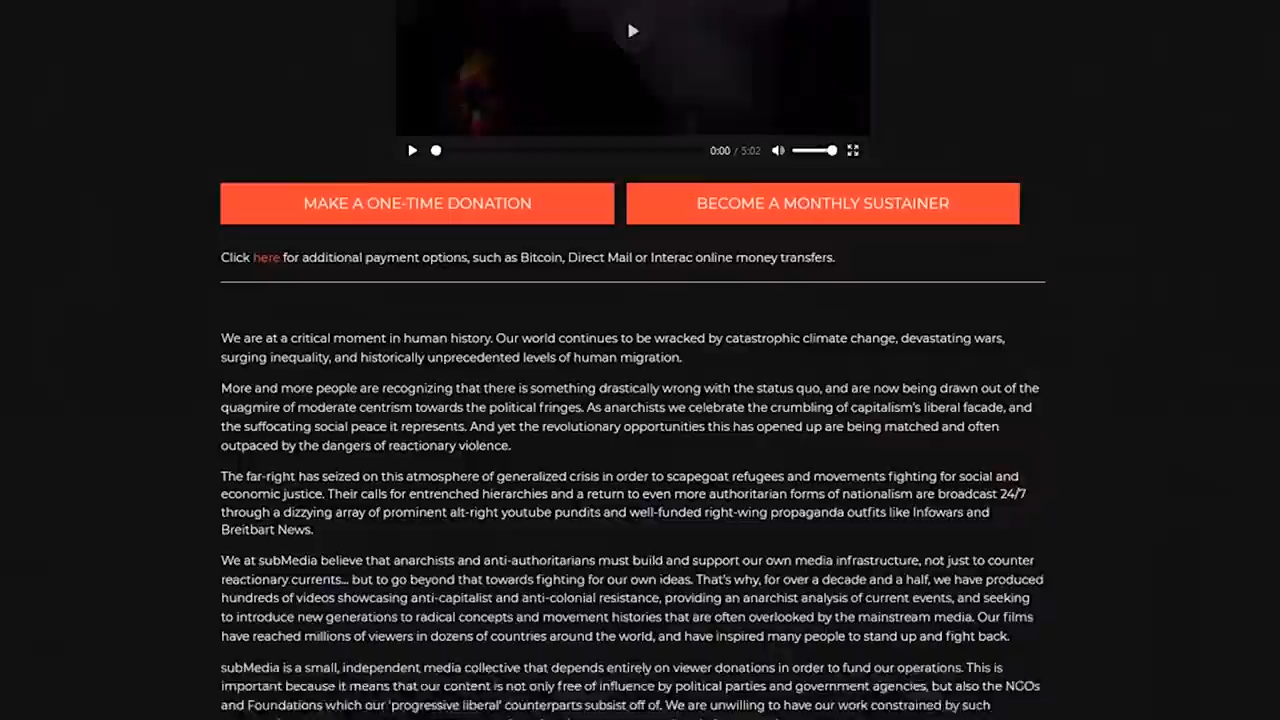 0:00 / 5:02
MAKE A ONE-TIME DONATION
BECOME A MONTHLY SUSTAINER
Click here for additional payment options, such as Bitcoin, Direct Mail or Interac online money transfers.
We are at a critical moment in human history. Our world continues to be wracked by catastrophic climate change, devastating wars,
surging inequality, and historically unprecedented levels of human migration.
More and more people are recognizing that there is something drastically wrong with the status quo, and are now being drawn out of the
quagmire of moderate centrism towards the political fringes. As anarchists we celebrate the crumbling of capitalism's liberal facade, and
the suffocating social peace it represents. And yet the revolutionary opportunities this has opened up are being matched and often
outpaced by the dangers of reactionary violence.
The far-right has seized on this atmosphere of generalized crisis in order to scapegoat refugees and movements fighting for social and
economic justice. Their calls for entrenched hierarchies and a return to even more authoritarian forms of nationalism are broadcast 24/7
through a dizzying array of prominent alt-right youtube pundits and well-funded right-wing propaganda outfits like Infowars and
Breitbart News.
We at subMedia believe that anarchists and anti-authoritarians must build and support our own media infrastructure, not just to counter
reactionary currents... but to go beyond that towards fighting for our own ideas. That's why, for over a decade and a half, we have produced
hundreds of videos showcasing anti-capitalist and anti-colonial resistance, providing an anarchist analysis of current events, and seeking
to introduce new generations to radical concepts and movement histories that are often overlooked by the mainstream media. Our films
have reached millions of viewers in dozens of countries around the world, and have inspired many people to stand up and fight back.
subMedia is a small, independent media collective that depends entirely on viewer donations in order to fund our operations. This is
important because it means that our content is not only free of influence by political parties and government agencies, but also the NGOs
and Foundations which our 'progressive liberal' counterparts subsist off of. We are unwilling to have our work constrained by such